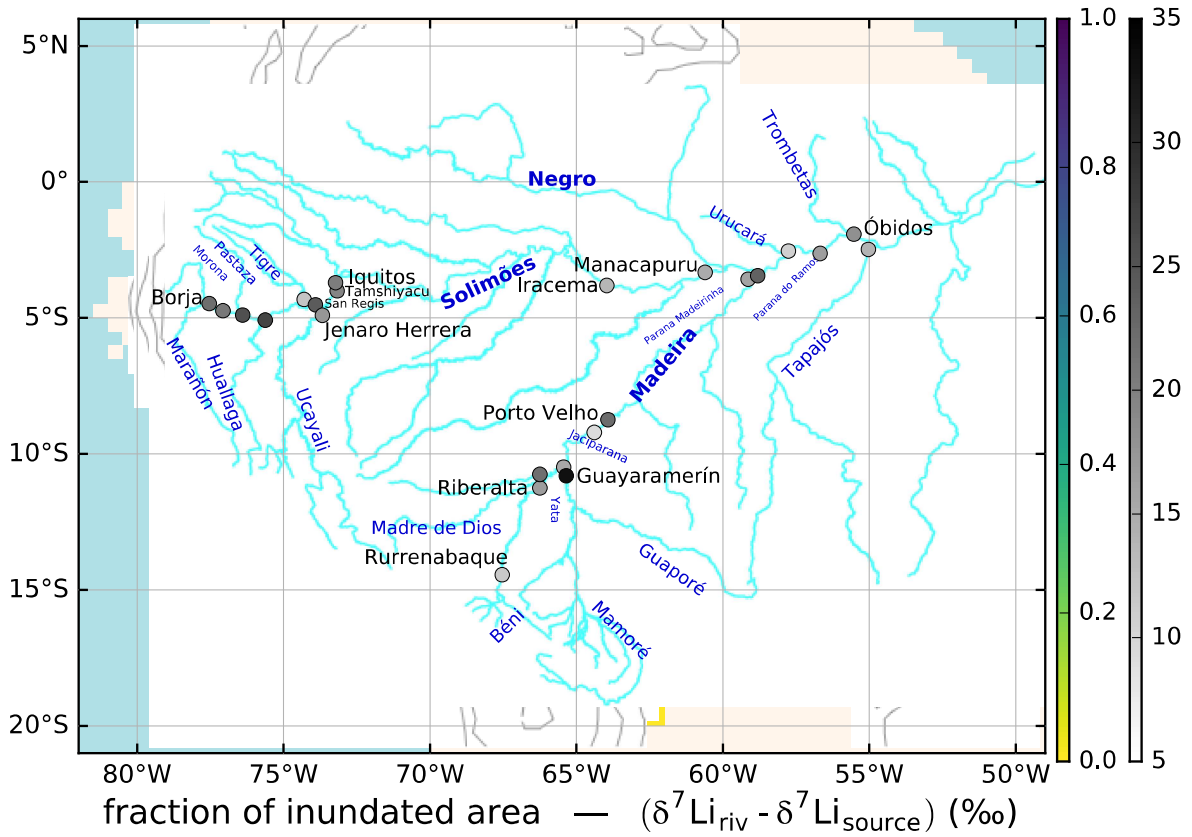 5°N
0°
5°S
10°S
15°S
20°S
80°W
75°W
70°W
65°W
60°W
55°W
50°W
Trombetas
Negro
Urucará
Óbidos
Morona
Pastaza
Tigre
Iquitos
Tamshiyacu
San Regis
Jenaro Herrera
Borja
Solimões
Manacapuru
Iracema
Parana Madeirinha
Parana do Ramos
Marañón
Huallaga
Ucayali
Madeira
Tapajós
Porto Velho
Jaciparana
Guayaramerín
Riberalta
Yata
Madre de Dios
Rurrenabaque
Guaporé
Béni
Mamoré
1.0
0.8
0.6
0.4
0.2
0.0
35
30
25
20
15
10
5
fraction of inundated area — (δ⁷Li_riv - δ⁷Li_source) (‰)